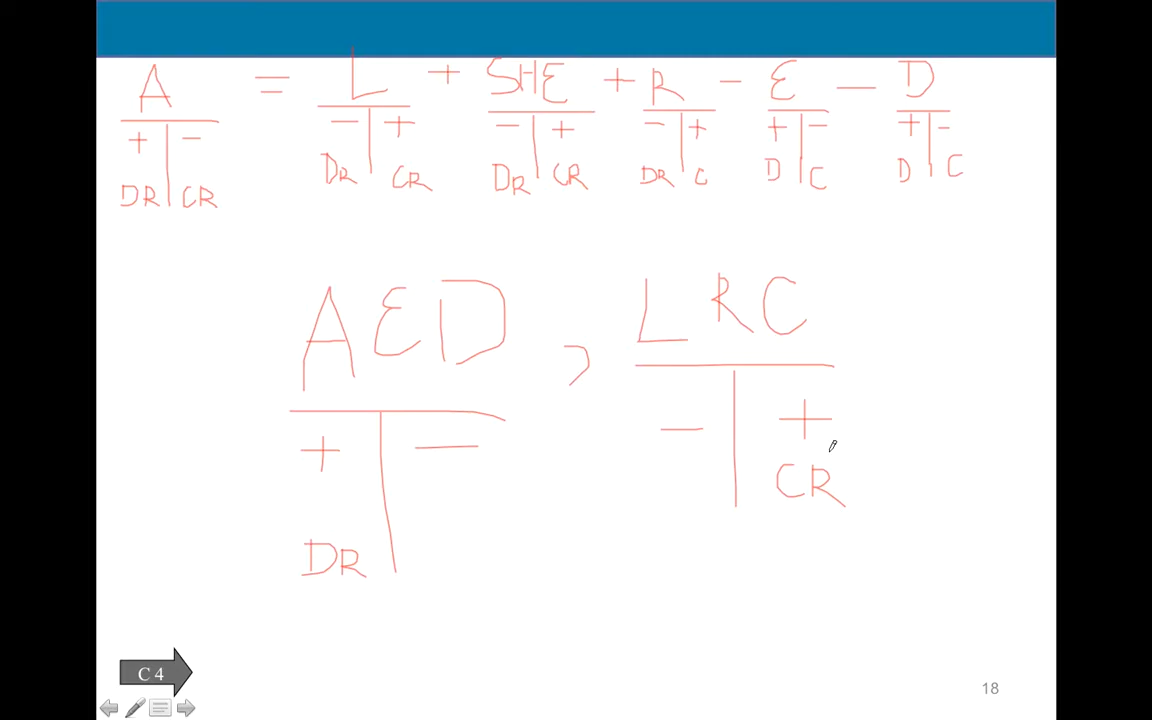 A = L + SHE + R - E - D
+ - - + - + - + + - + -
DR CR DR CR DR CR DR C D C D C
AED , LRC
+ - - +
CR
DR
C 4
18